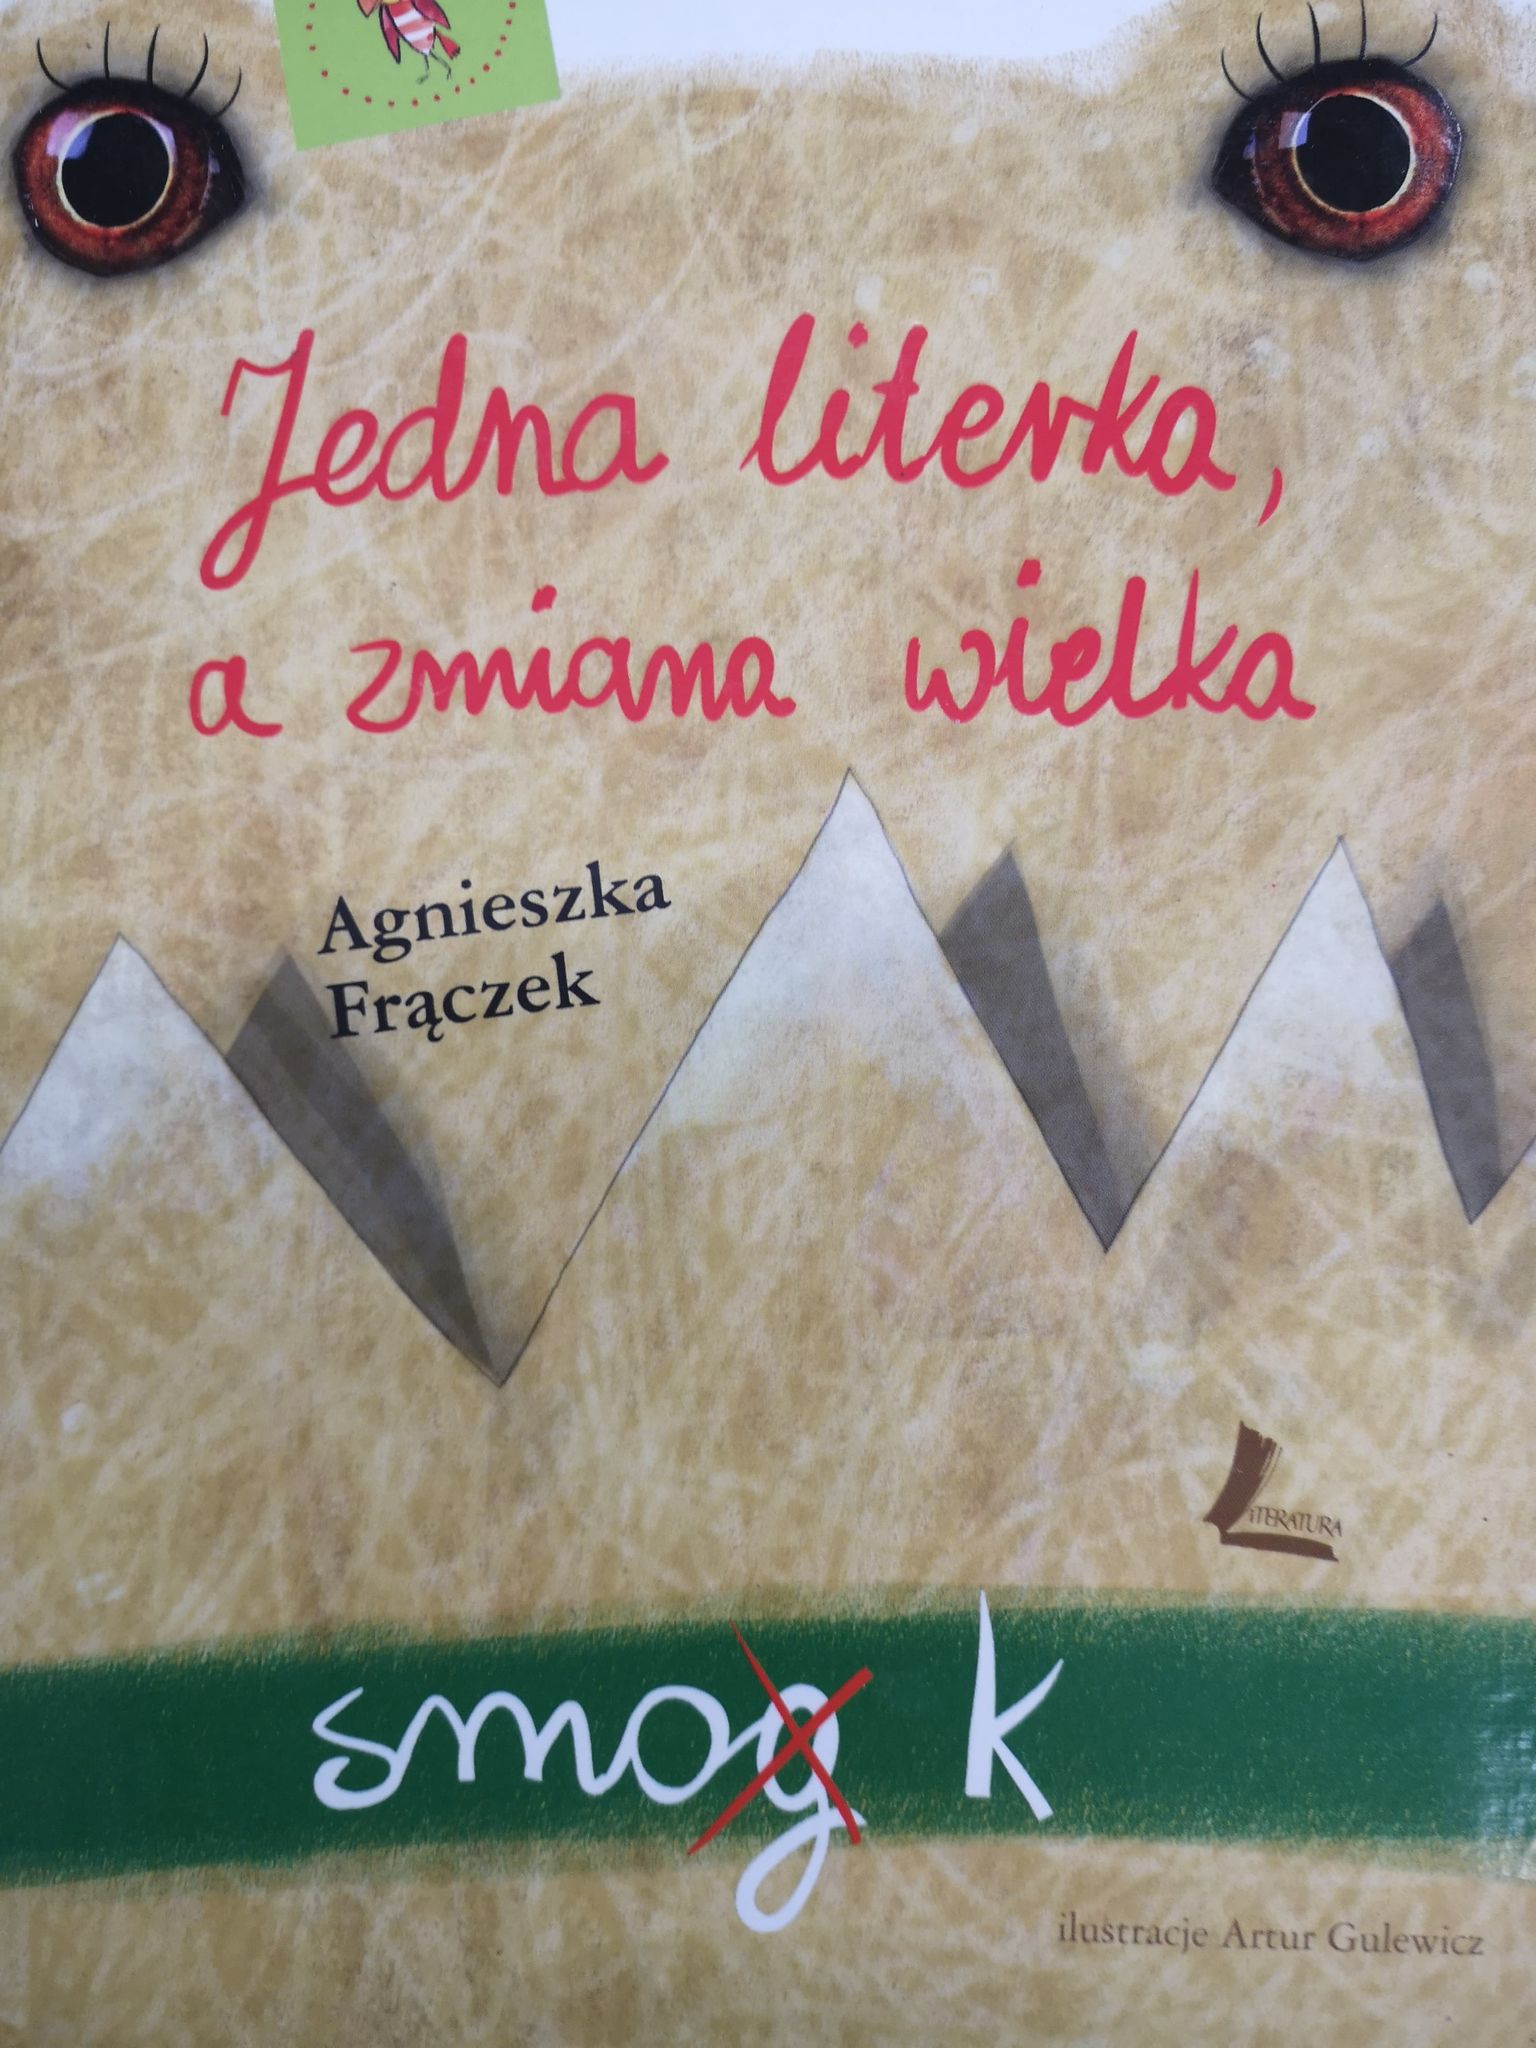 Jedna literka,
a zmiana wielka
Agnieszka
Frączek
LiTERATURA
smog k
ilustracje Artur Gulewicz